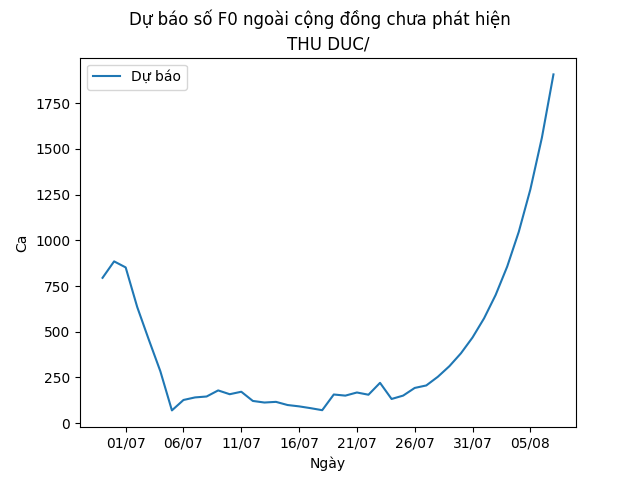 Dự báo số F0 ngoài cộng đồng chưa phát hiện
THU DUC/
Dự báo
Ca
1750
1500
1250
1000
750
500
250
0
01/07 06/07 11/07 16/07 21/07 26/07 31/07 05/08
Ngày